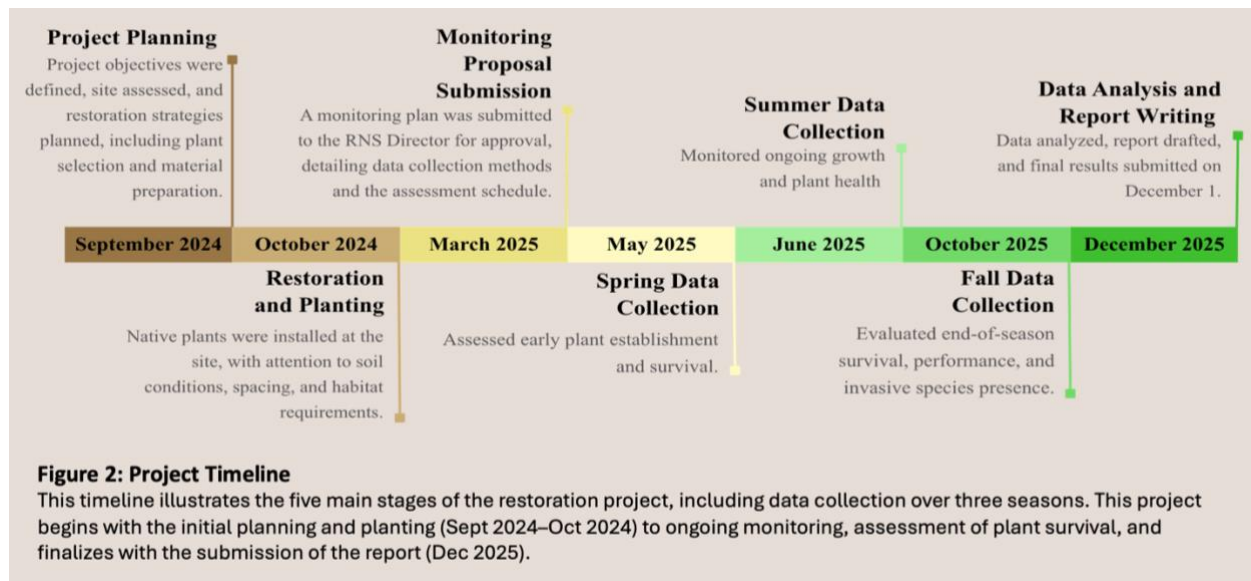 Project Planning
Project objectives were
defined, site assessed, and
restoration strategies
planned, including plant
selection and material
preparation.
Monitoring
Proposal
Submission
A monitoring plan was submitted
to the RNS Director for approval,
detailing data collection methods
and the assessment schedule.
Summer Data
Collection
Monitored ongoing growth
and plant health
Data Analysis and
Report Writing
Data analyzed, report drafted,
and final results submitted on
December 1.
September 2024
October 2024
March 2025
May 2025
June 2025
October 2025
December 2025
Restoration
and Planting
Native plants were installed at the
site, with attention to soil
conditions, spacing, and habitat
requirements.
Spring Data
Collection
Assessed early plant establishment
and survival.
Fall Data
Collection
Evaluated end-of-season
survival, performance, and
invasive species presence.
Figure 2: Project Timeline
This timeline illustrates the five main stages of the restoration project, including data collection over three seasons. This project
begins with the initial planning and planting (Sept 2024–Oct 2024) to ongoing monitoring, assessment of plant survival, and
finalizes with the submission of the report (Dec 2025).